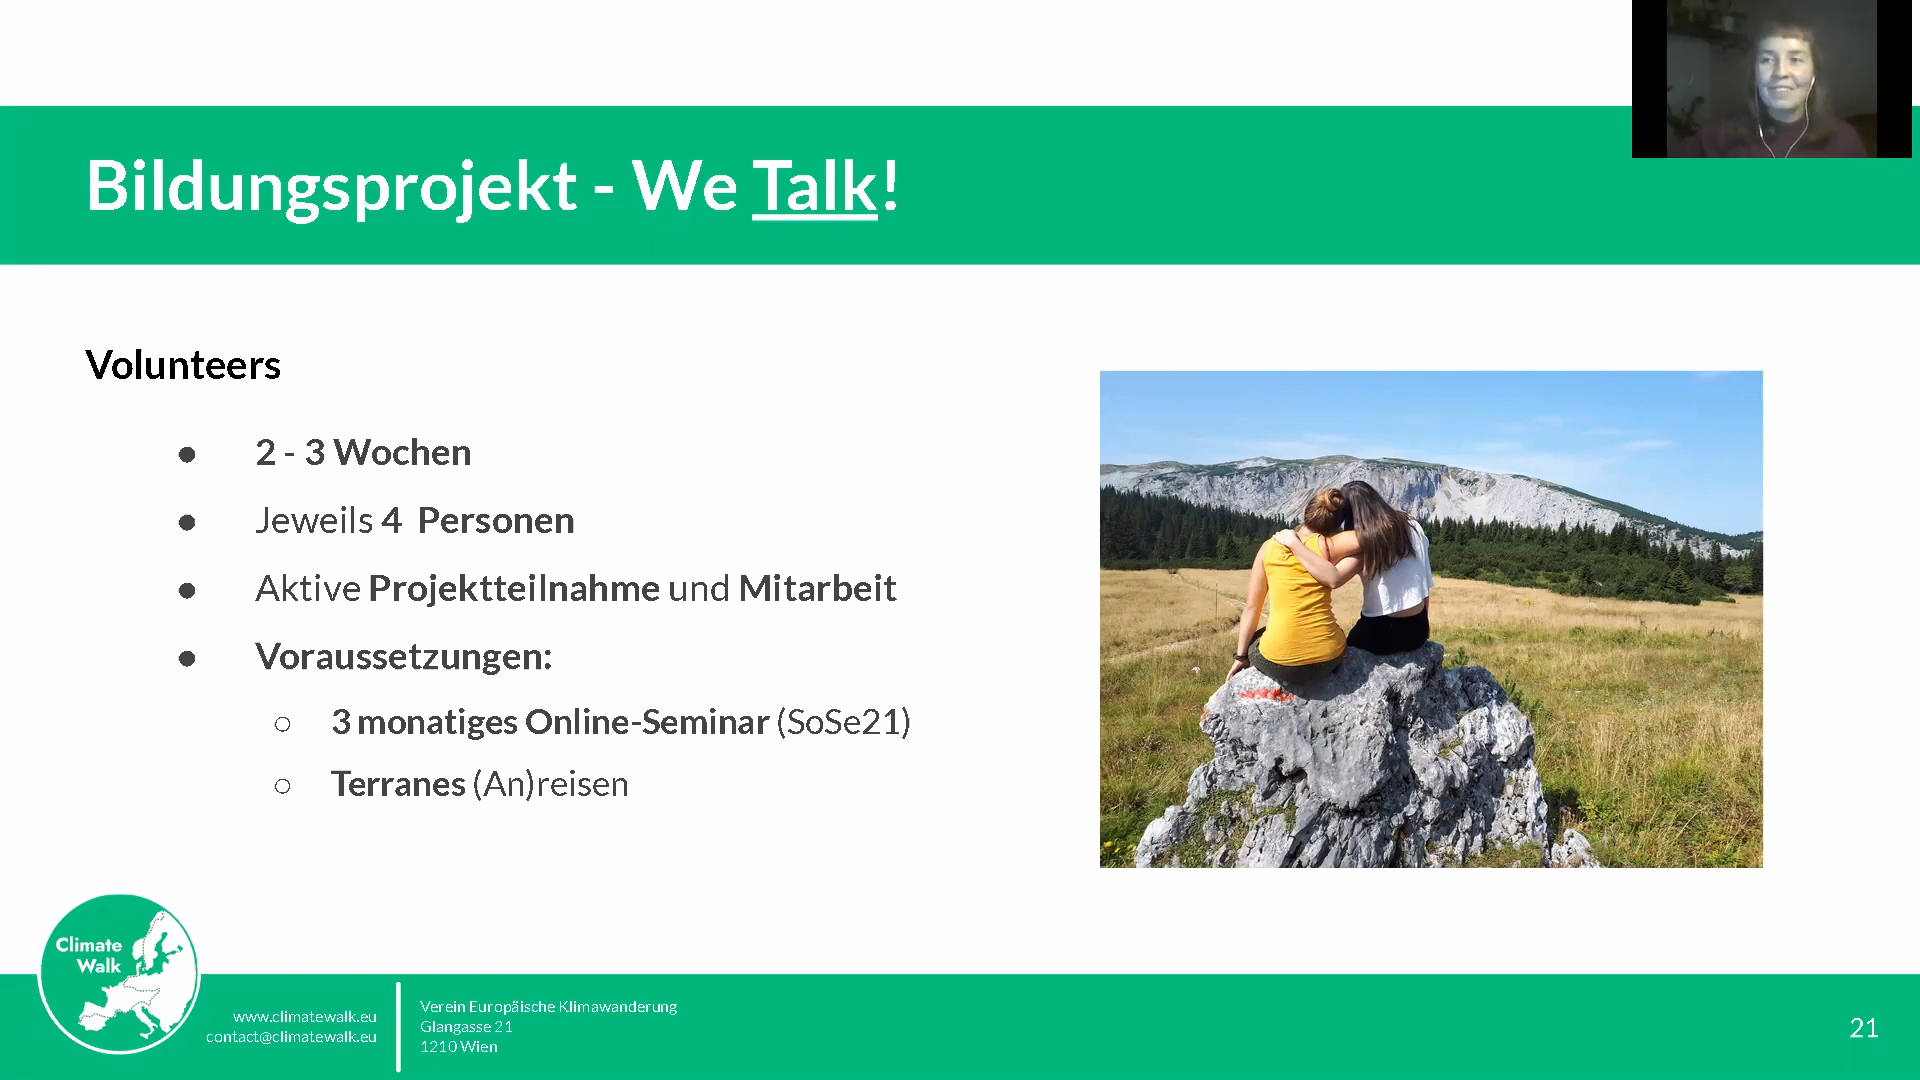 Bildungsprojekt - We Talk!
Volunteers
● 2 - 3 Wochen
● Jeweils 4 Personen
● Aktive Projektteilnahme und Mitarbeit
● Voraussetzungen:
○ 3 monatiges Online-Seminar (SoSe21)
○ Terranes (An)reisen
Climate
Walk
www.climatewalk.eu
contact@climatewalk.eu
Verein Europäische Klimawanderung
Glangasse 21
1210 Wien
21